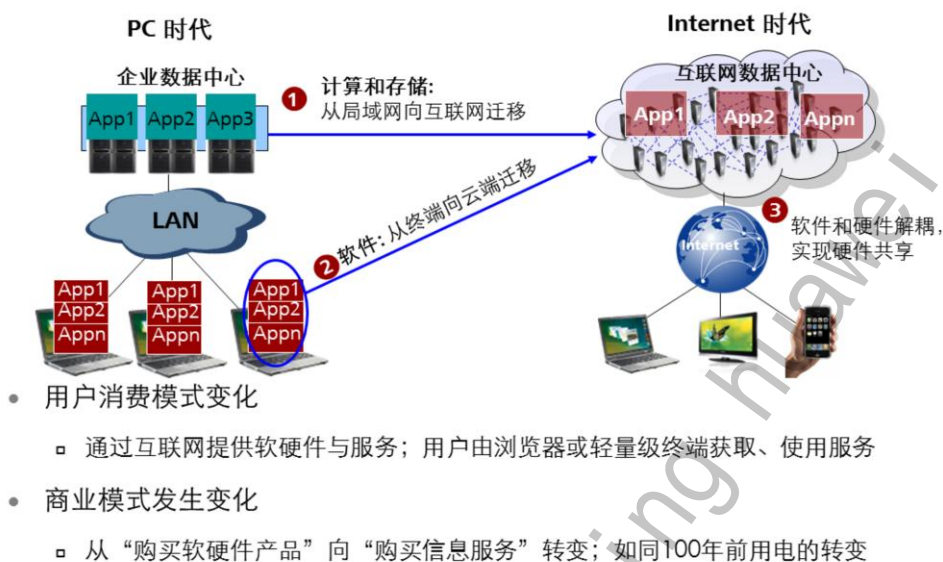 PC 时代
Internet 时代
企业数据中心
互联网数据中心
1 计算和存储:
从局域网向互联网迁移
App1 App2 App3
App1 App2 Appn
LAN
2 软件: 从终端向云端迁移
3 软件和硬件解耦，
实现硬件共享
Internet
App1 App1 App1
App2 App2 App2
Appn Appn Appn
• 用户消费模式变化
▫ 通过互联网提供软硬件与服务；用户由浏览器或轻量级终端获取、使用服务
• 商业模式发生变化
▫ 从“购买软硬件产品”向“购买信息服务”转变；如同100年前用电的转变
ing huawei